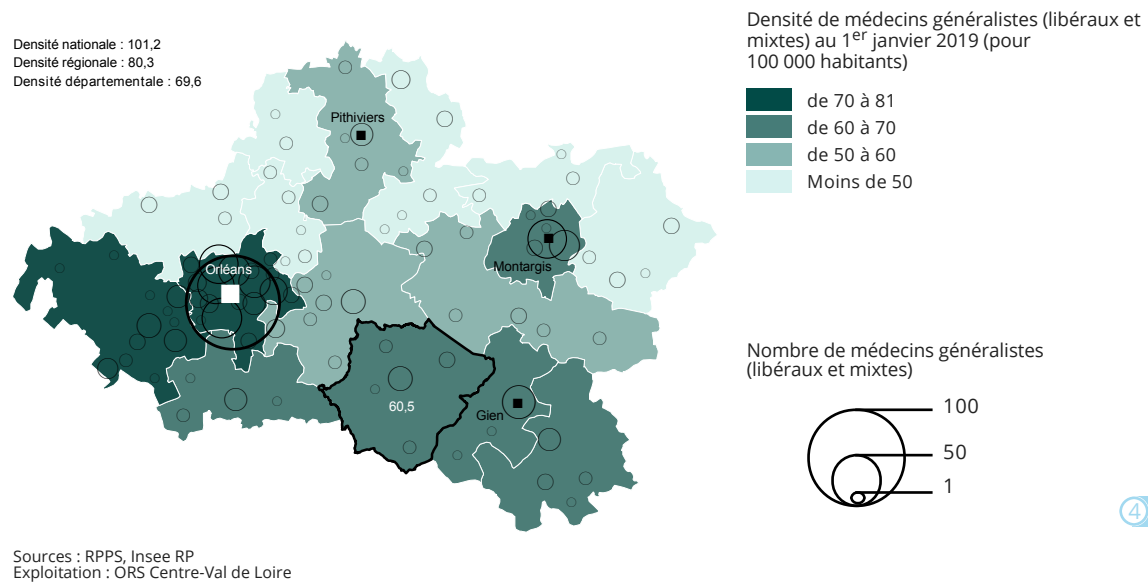 Densité nationale : 101,2
Densité régionale : 80,3
Densité départementale : 69,6
Pithiviers
Orléans
Montargis
60,5
Gien
Densité de médecins généralistes (libéraux et
mixtes) au 1er janvier 2019 (pour
100 000 habitants)
de 70 à 81
de 60 à 70
de 50 à 60
Moins de 50
Nombre de médecins généralistes
(libéraux et mixtes)
100
50
1
4
Sources : RPPS, Insee RP
Exploitation : ORS Centre-Val de Loire